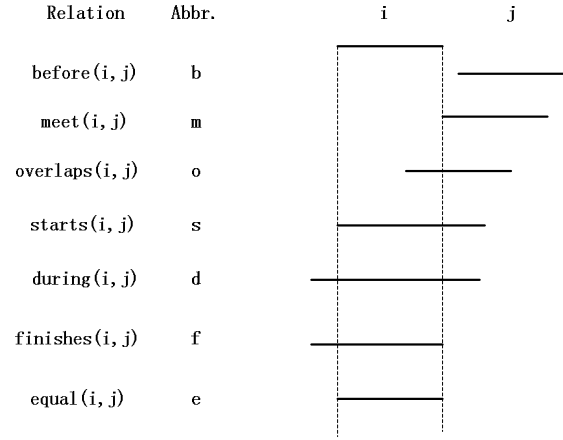 Relation Abbr. i j
before(i,j) b
meet(i,j) m
overlaps(i,j) o
starts(i,j) s
during(i,j) d
finishes(i,j) f
equal(i,j) e